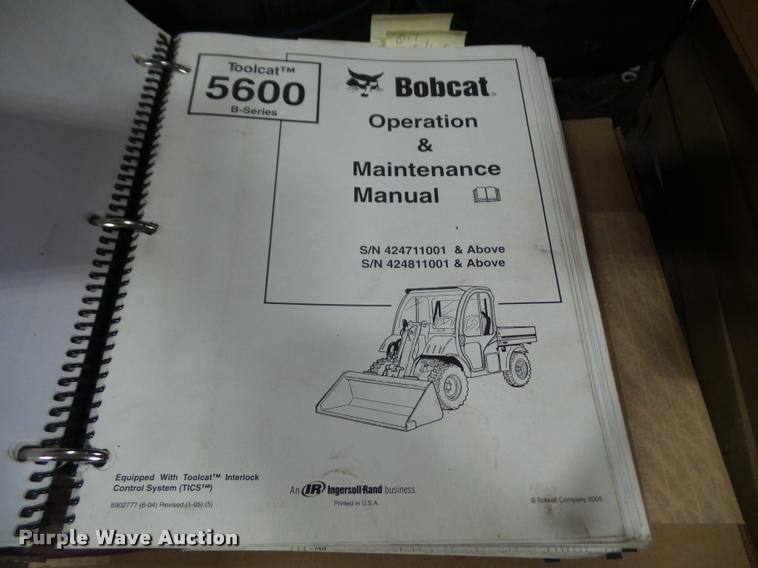 Toolcat™
5600
B-Series
Bobcat®
Operation
&
Maintenance
Manual
S/N 424711001 & Above
S/N 424811001 & Above
Equipped With Toolcat™ Interlock
Control System (TICS™)
6902777 (6-04) Revised (1-05) (5)
An IR Ingersoll-Rand business
Printed in U.S.A.
© Bobcat Company 2005
Purple Wave Auction